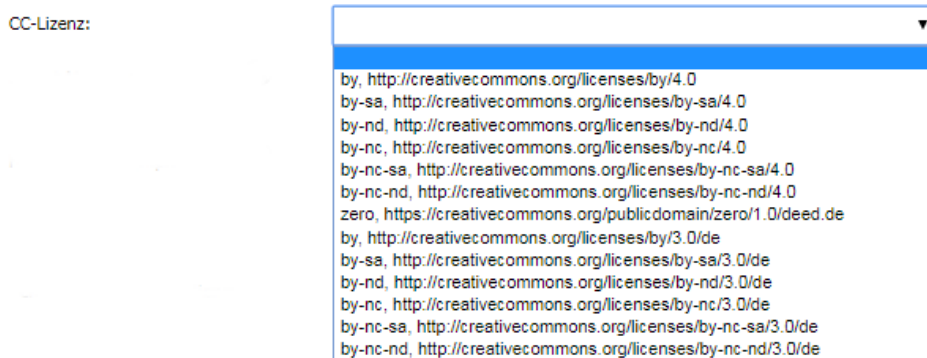 CC-Lizenz:
by, http://creativecommons.org/licenses/by/4.0
by-sa, http://creativecommons.org/licenses/by-sa/4.0
by-nd, http://creativecommons.org/licenses/by-nd/4.0
by-nc, http://creativecommons.org/licenses/by-nc/4.0
by-nc-sa, http://creativecommons.org/licenses/by-nc-sa/4.0
by-nc-nd, http://creativecommons.org/licenses/by-nc-nd/4.0
zero, https://creativecommons.org/publicdomain/zero/1.0/deed.de
by, http://creativecommons.org/licenses/by/3.0/de
by-sa, http://creativecommons.org/licenses/by-sa/3.0/de
by-nd, http://creativecommons.org/licenses/by-nd/3.0/de
by-nc, http://creativecommons.org/licenses/by-nc/3.0/de
by-nc-sa, http://creativecommons.org/licenses/by-nc-sa/3.0/de
by-nc-nd, http://creativecommons.org/licenses/by-nc-nd/3.0/de